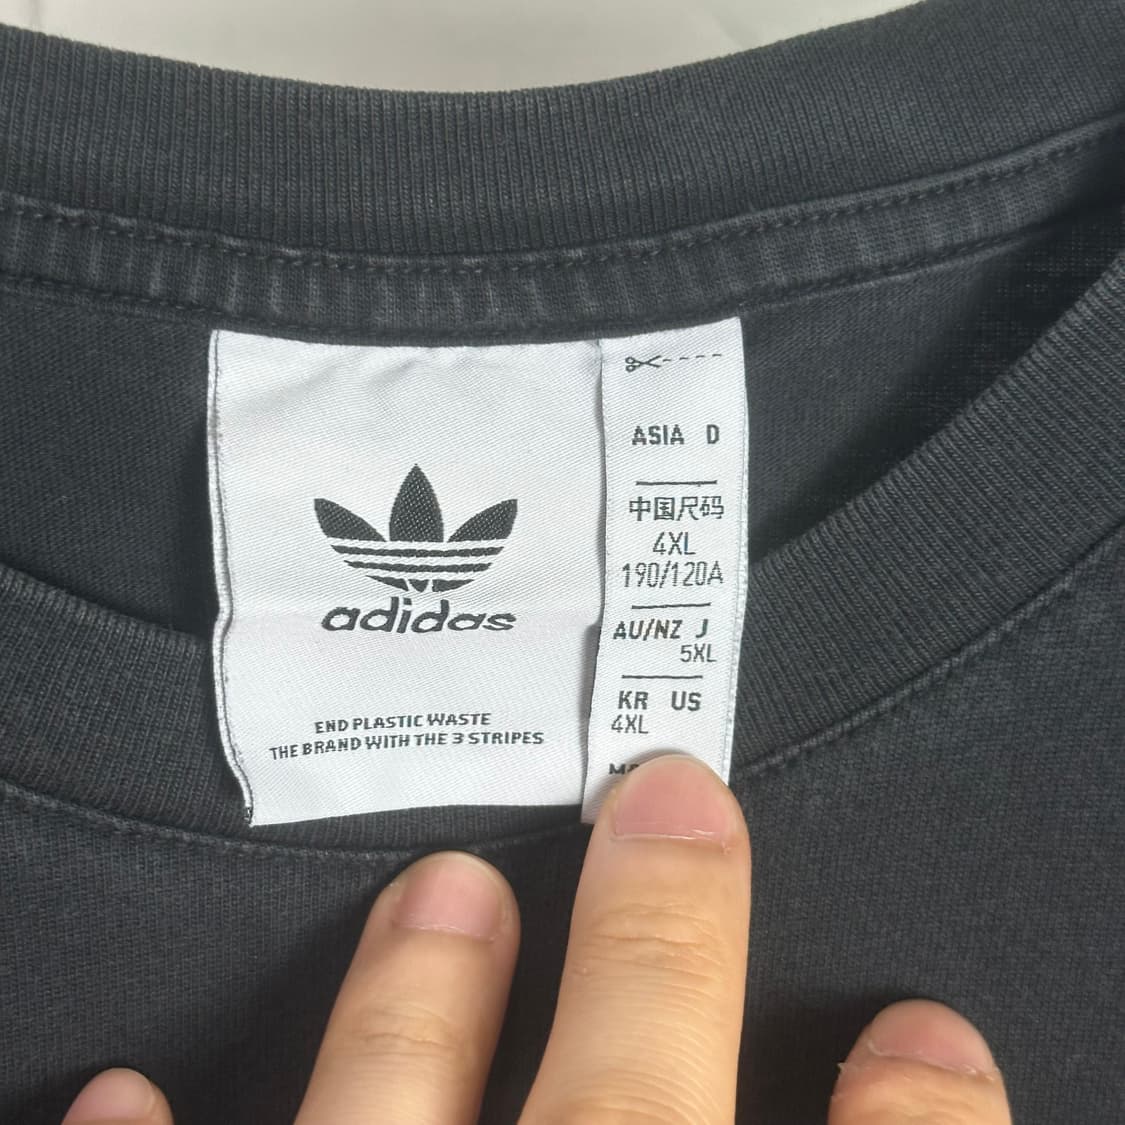 adidas
END PLASTIC WASTE
THE BRAND WITH THE 3 STRIPES
ASIA D
中国尺码
4XL
190/120A
AU/NZ J
5XL
KR US
4XL